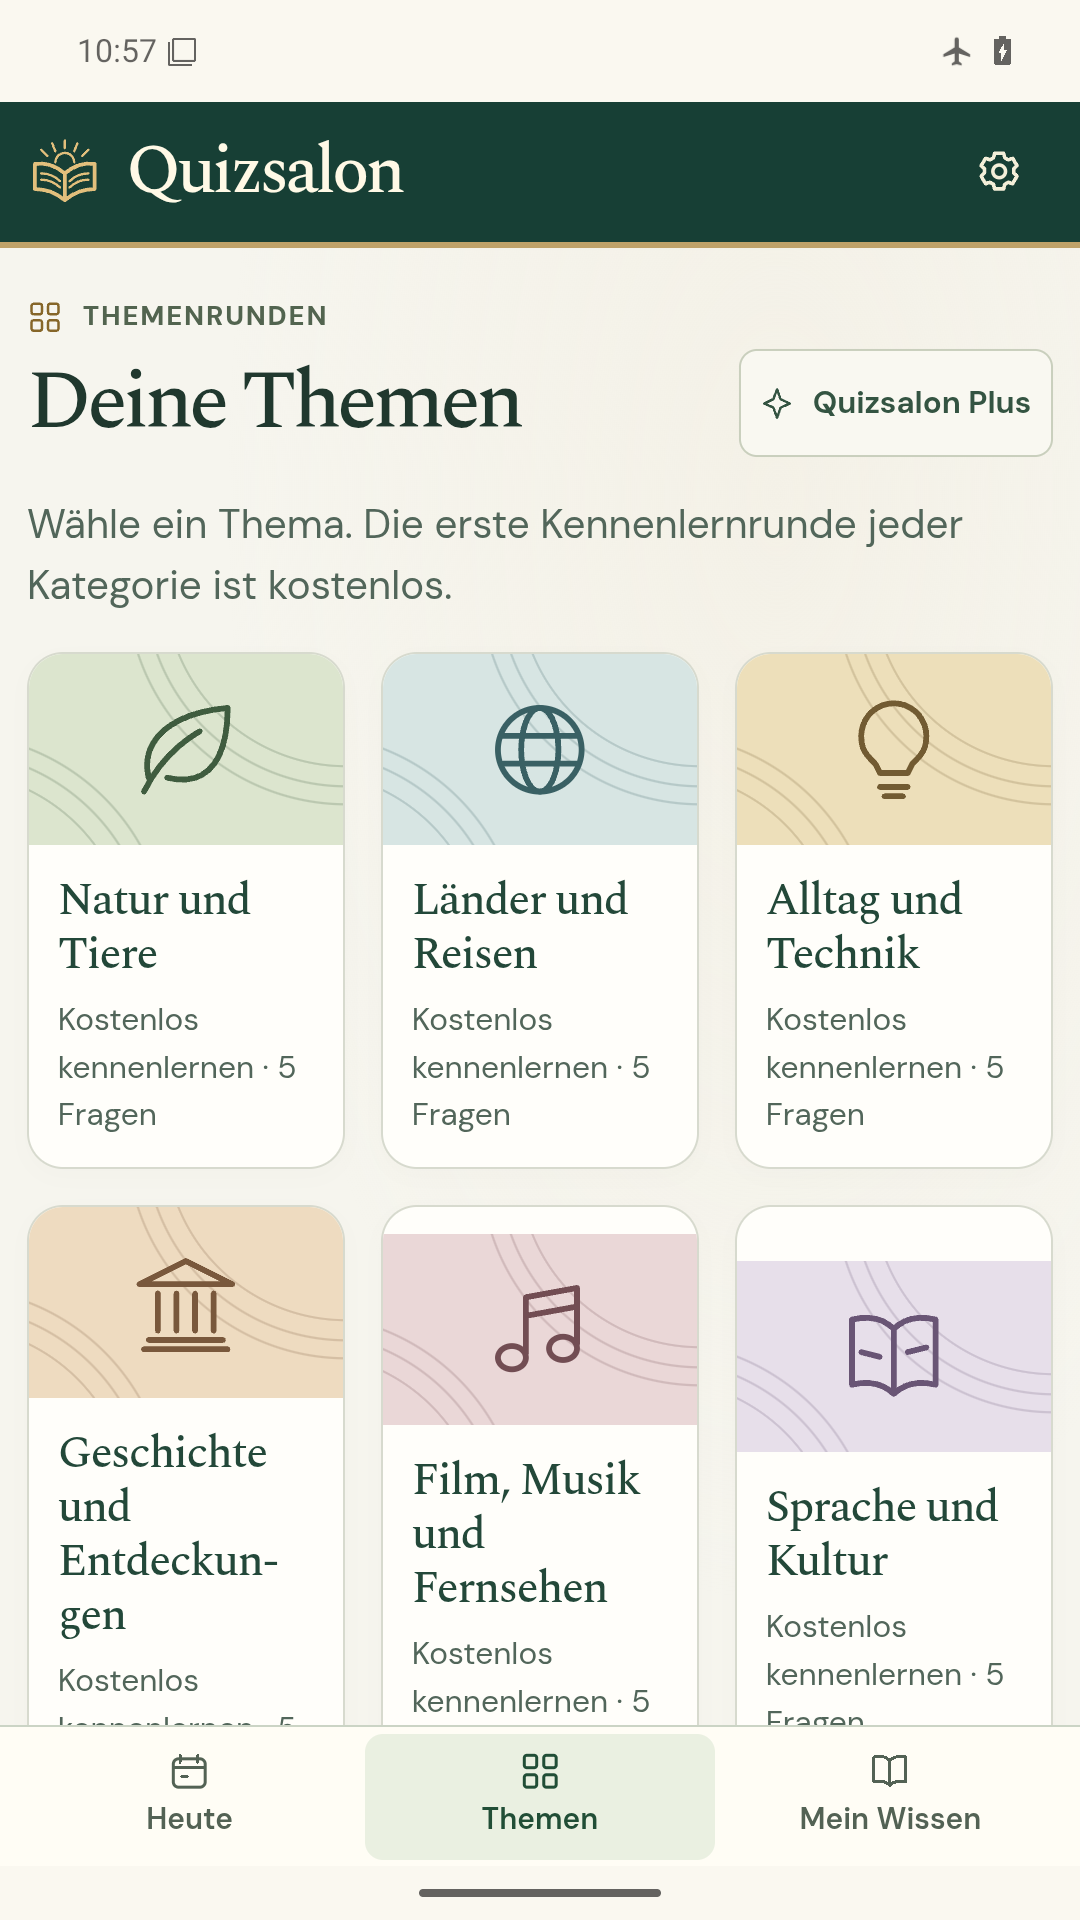 10:57
Quizsalon
THEMENRUNDEN
Deine Themen
Quizsalon Plus
Wähle ein Thema. Die erste Kennenlernrunde jeder
Kategorie ist kostenlos.
Natur und
Tiere
Kostenlos
kennenlernen · 5
Fragen
Länder und
Reisen
Kostenlos
kennenlernen · 5
Fragen
Alltag und
Technik
Kostenlos
kennenlernen · 5
Fragen
Geschichte
und
Entdeckun-
gen
Kostenlos
kennenlernen · 5
Film, Musik
und
Fernsehen
Kostenlos
kennenlernen · 5
Sprache und
Kultur
Kostenlos
kennenlernen · 5
Fragen
Heute
Themen
Mein Wissen